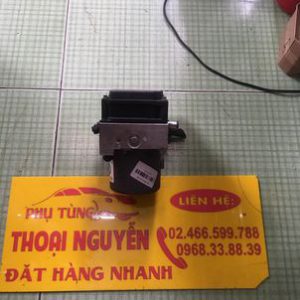 PHỤ TÙNG
LIÊN HỆ:
THOẠI NGUYỄN
02.466.599.788
0968.33.88.39
ĐẶT HÀNG NHANH